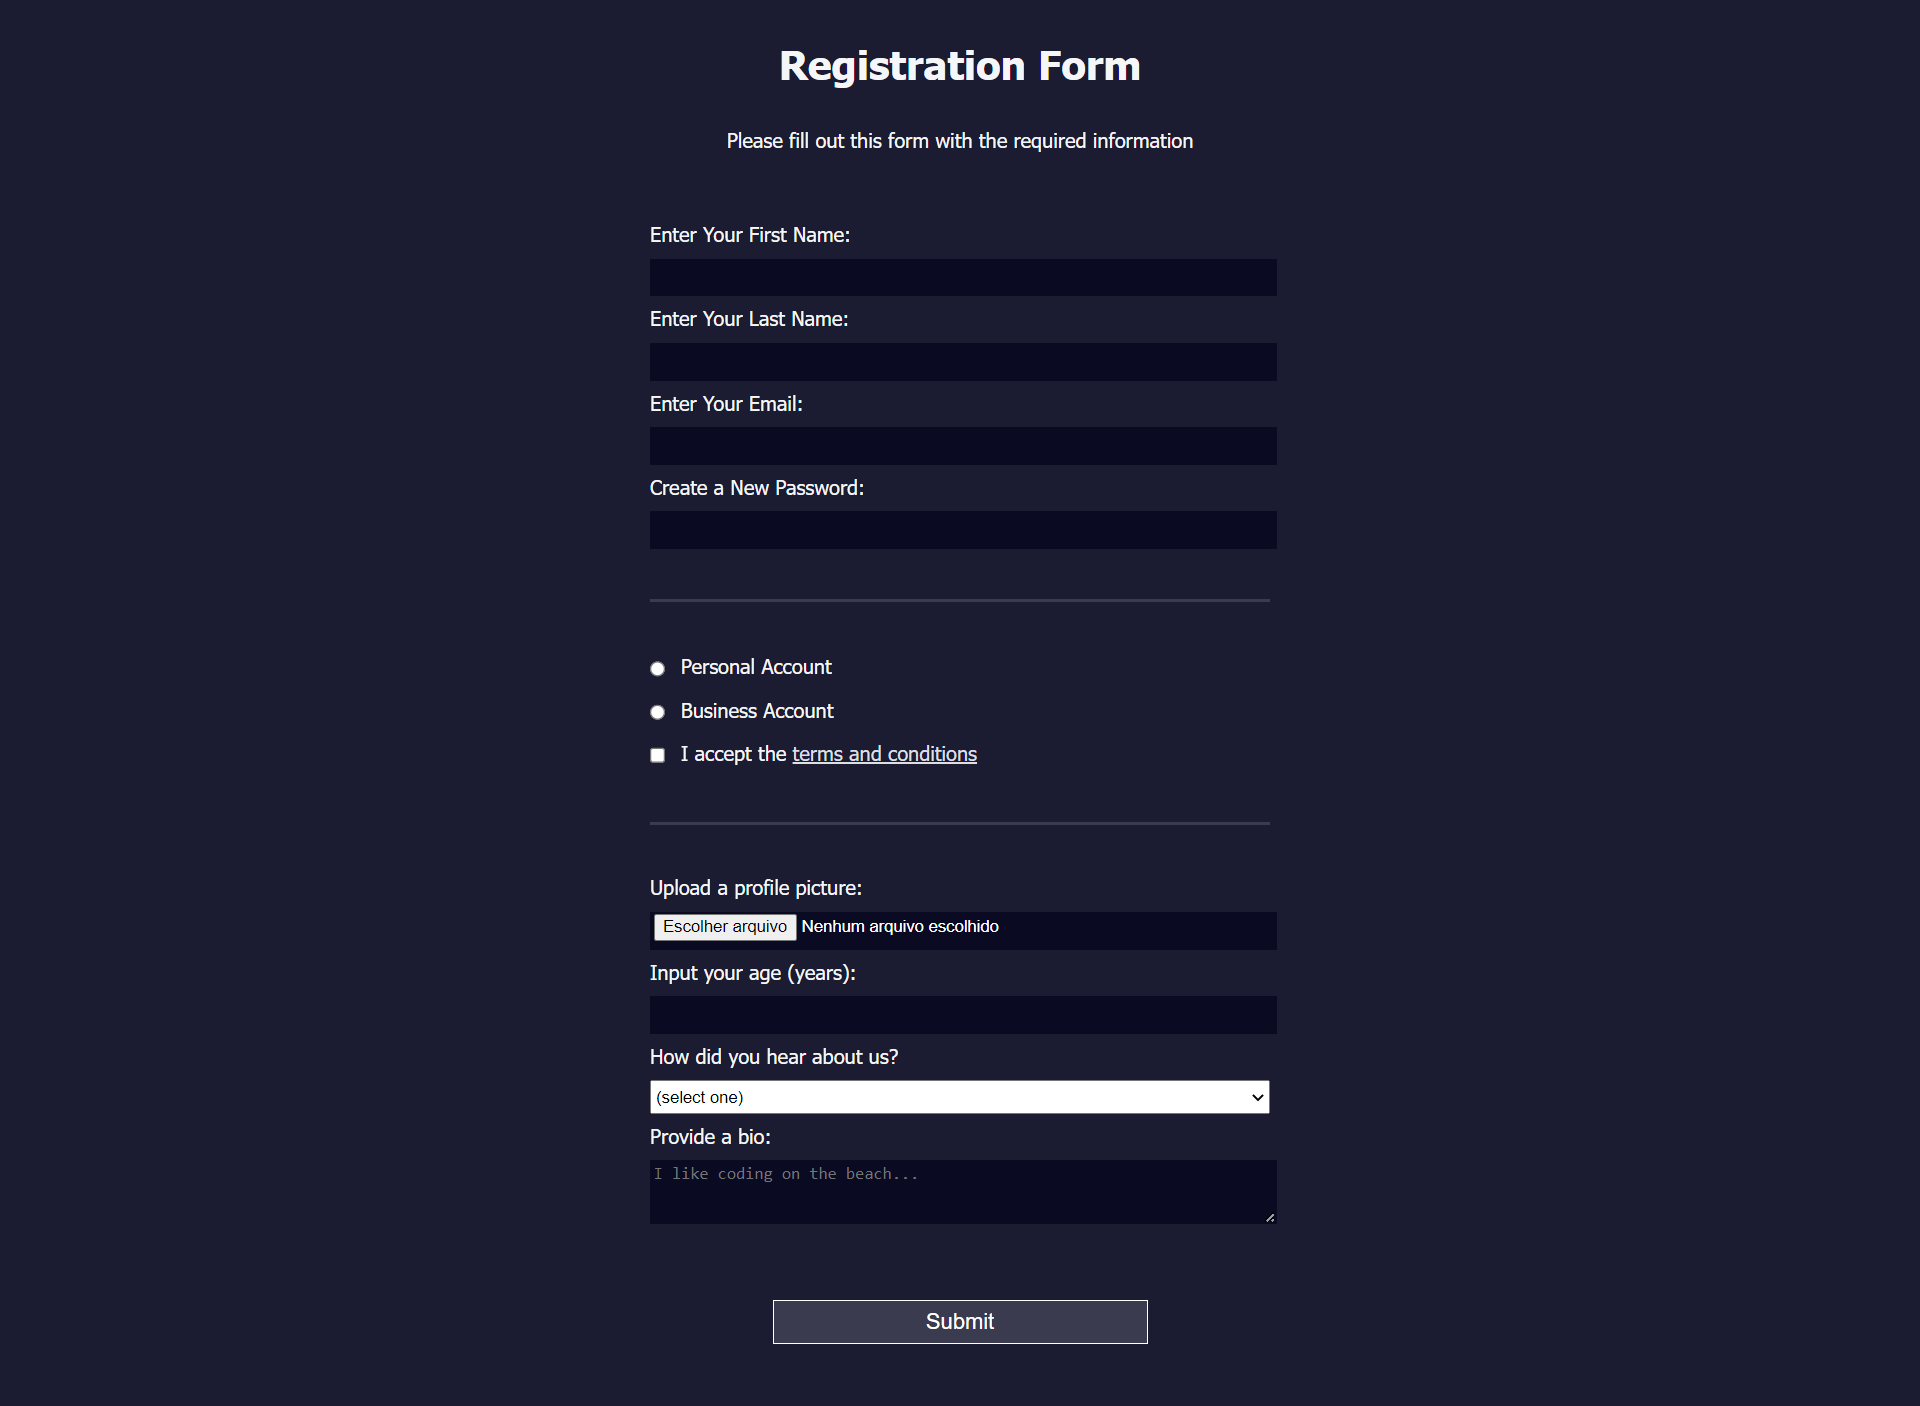 Registration Form
Please fill out this form with the required information
Enter Your First Name:
Enter Your Last Name:
Enter Your Email:
Create a New Password:
Personal Account
Business Account
I accept the terms and conditions
Upload a profile picture:
Escolher arquivo Nenhum arquivo escolhido
Input your age (years):
How did you hear about us?
(select one)
Provide a bio:
I like coding on the beach...
Submit